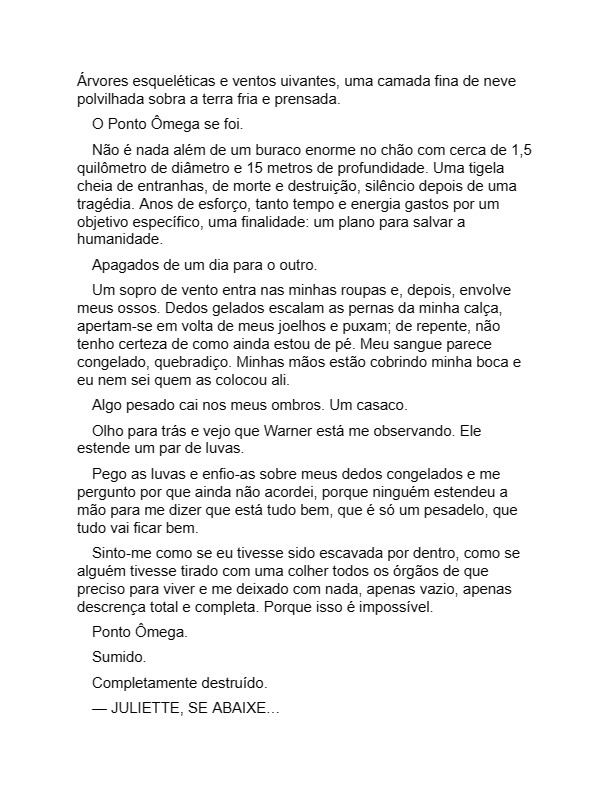 Árvores esqueléticas e ventos uivantes, uma camada fina de neve
polvilhada sobra a terra fria e prensada.
O Ponto Ômega se foi.
Não é nada além de um buraco enorme no chão com cerca de 1,5
quilômetro de diâmetro e 15 metros de profundidade. Uma tigela
cheia de entranhas, de morte e destruição, silêncio depois de uma
tragédia. Anos de esforço, tanto tempo e energia gastos por um
objetivo específico, uma finalidade: um plano para salvar a
humanidade.
Apagados de um dia para o outro.
Um sopro de vento entra nas minhas roupas e, depois, envolve
meus ossos. Dedos gelados escalam as pernas da minha calça,
apertam-se em volta de meus joelhos e puxam; de repente, não
tenho certeza de como ainda estou de pé. Meu sangue parece
congelado, quebradiço. Minhas mãos estão cobrindo minha boca e
eu nem sei quem as colocou ali.
Algo pesado cai nos meus ombros. Um casaco.
Olho para trás e vejo que Warner está me observando. Ele
estende um par de luvas.
Pego as luvas e enfio-as sobre meus dedos congelados e me
pergunto por que ainda não acordei, porque ninguém estendeu a
mão para me dizer que está tudo bem, que é só um pesadelo, que
tudo vai ficar bem.
Sinto-me como se eu tivesse sido escavada por dentro, como se
alguém tivesse tirado com uma colher todos os órgãos de que
preciso para viver e me deixado com nada, apenas vazio, apenas
descrença total e completa. Porque isso é impossível.
Ponto Ômega.
Sumido.
Completamente destruído.
— JULIETTE, SE ABAIXE…